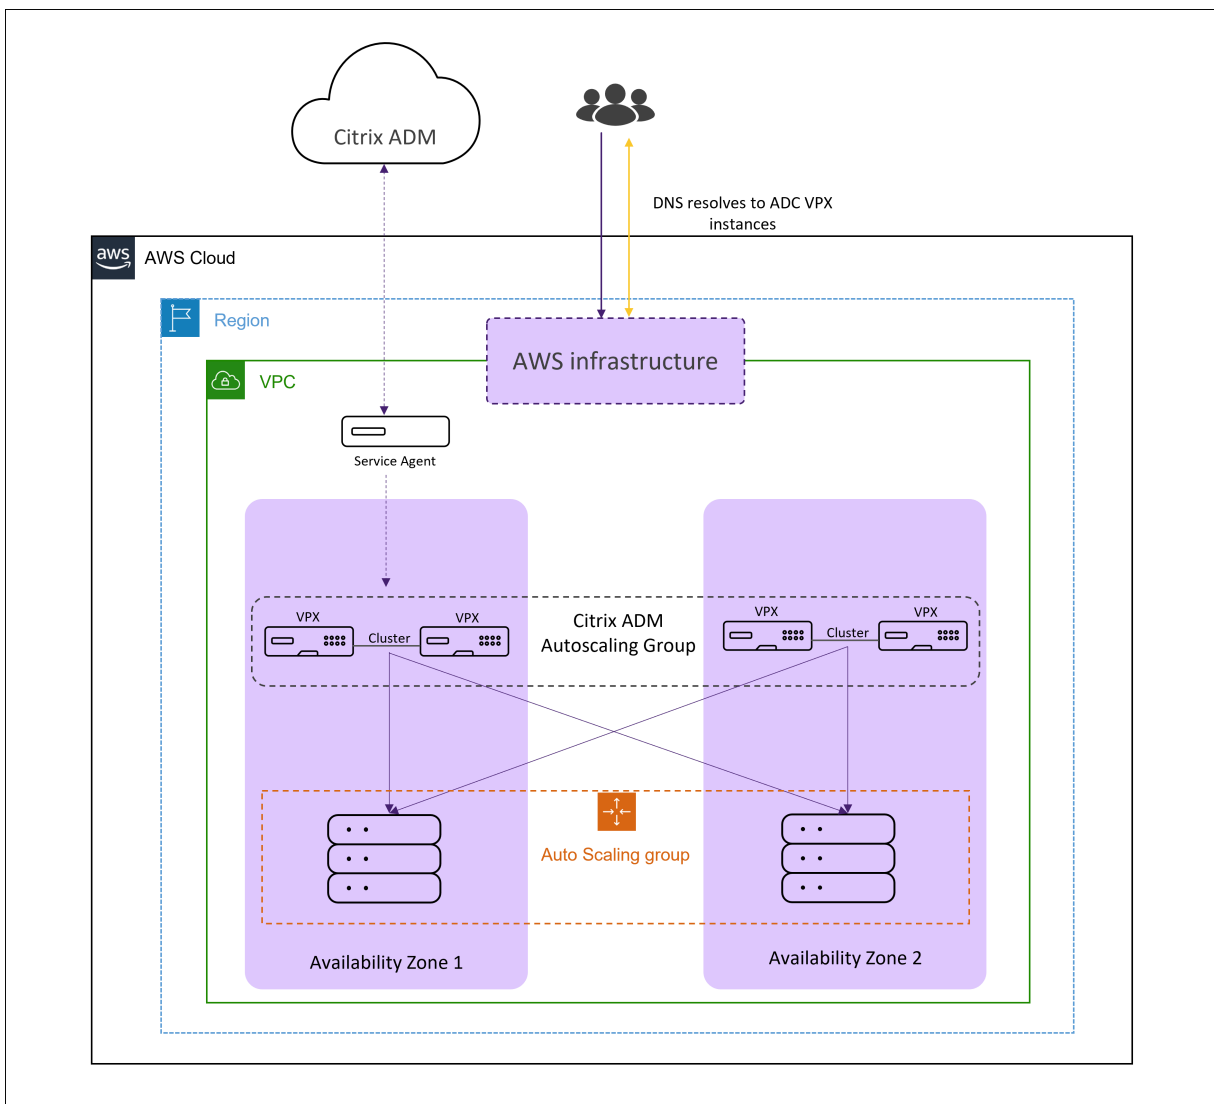 Citrix ADM
DNS resolves to ADC VPX
instances
aws
AWS Cloud
Region
AWS infrastructure
VPC
Service Agent
VPX
VPX
Cluster
Citrix ADM
Autoscaling Group
VPX
VPX
Cluster
Auto Scaling group
Availability Zone 1
Availability Zone 2